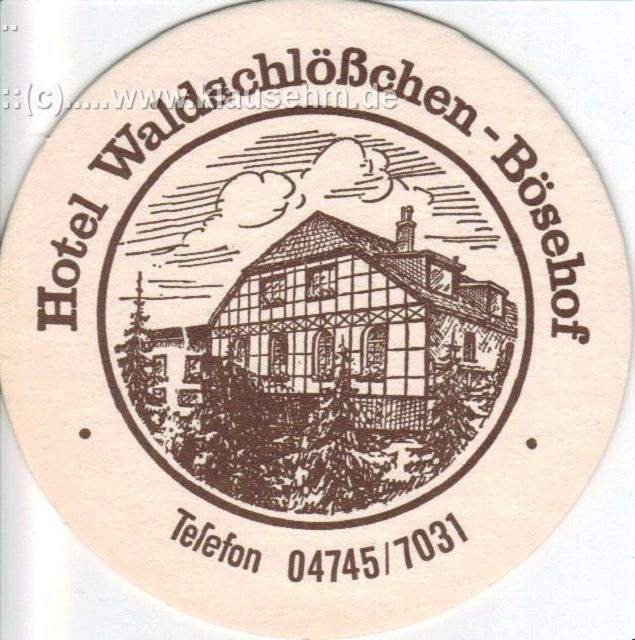 Hotel Waldschlößchen - Bösehof
::(c).....www.klausehm.de
Telefon 04745/7031